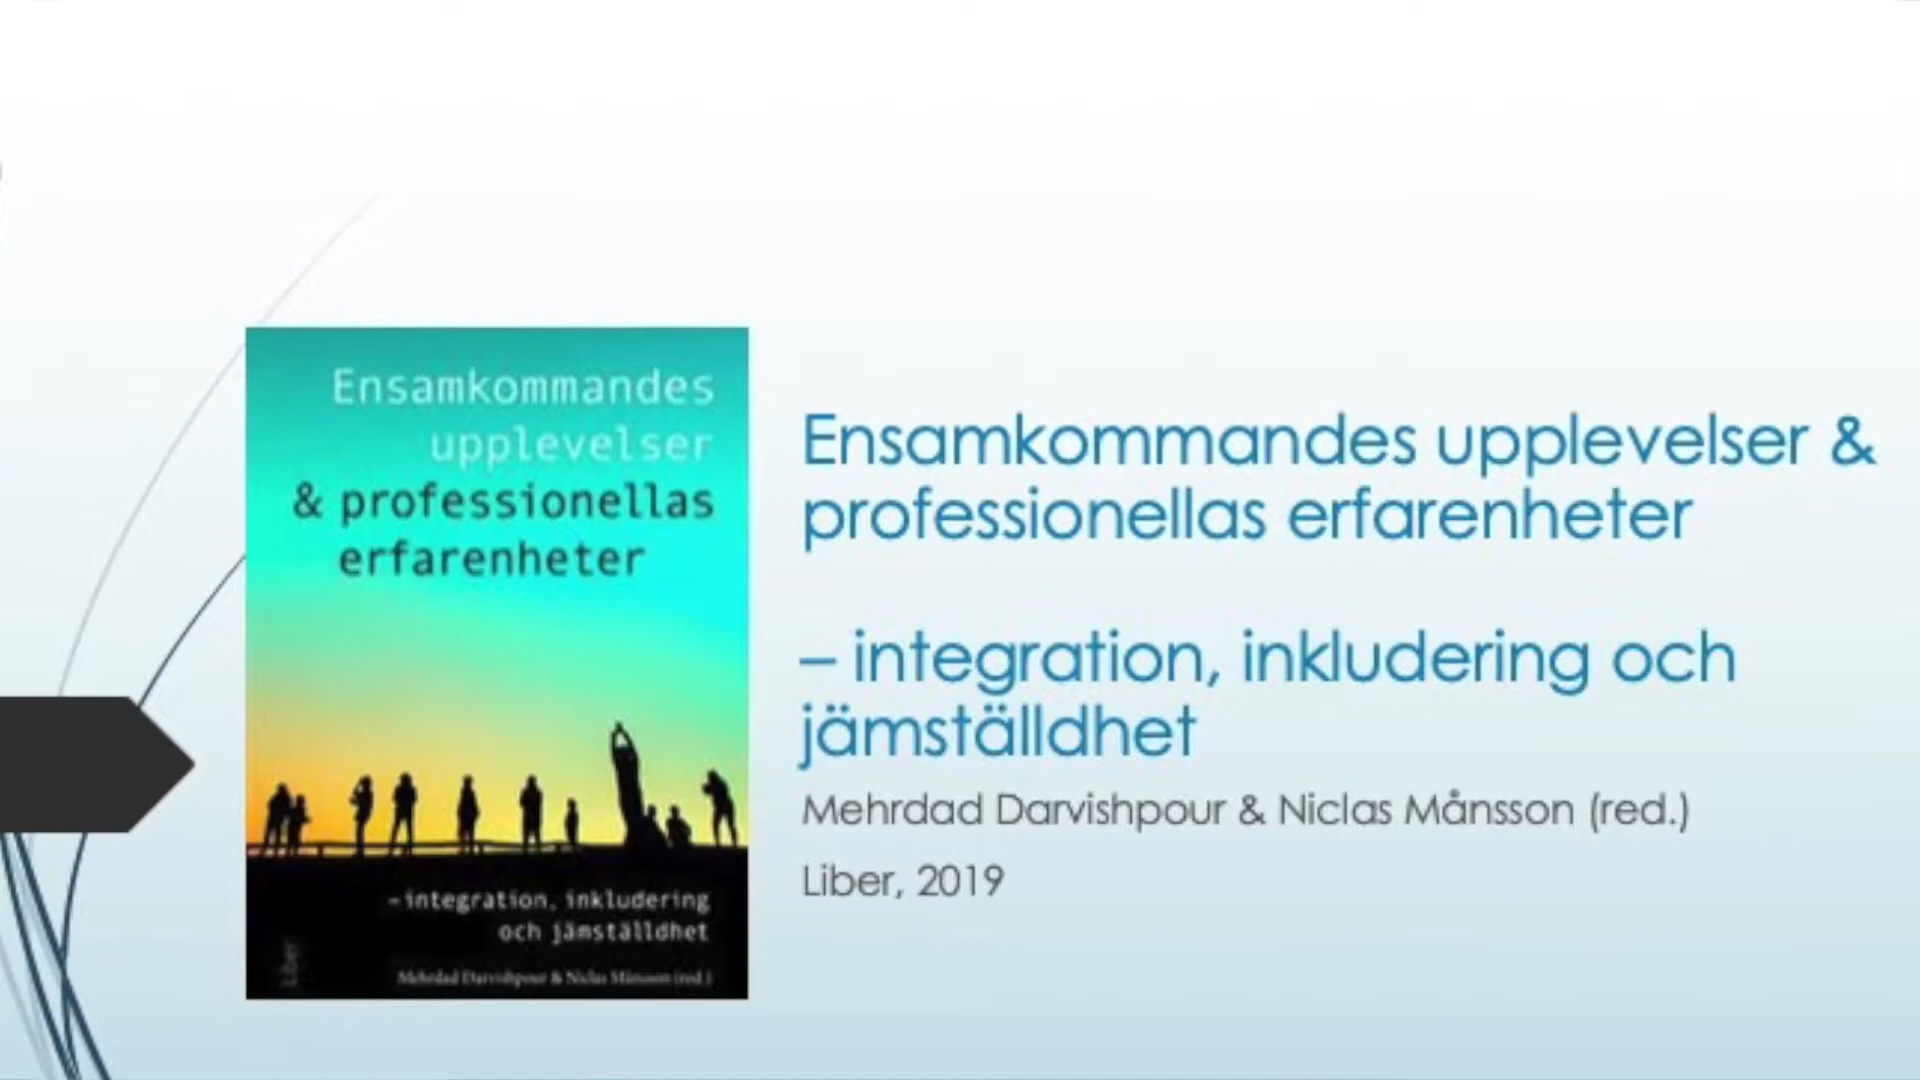 Ensamkommandes
upplevelser
& professionellas
erfarenheter
– integration, inkludering
och jämställdhet
Liber
Mehrdad Darvishpour & Niclas Månsson (red.)
Ensamkommandes upplevelser &
professionellas erfarenheter
– integration, inkludering och
jämställdhet
Mehrdad Darvishpour & Niclas Månsson (red.)
Liber, 2019